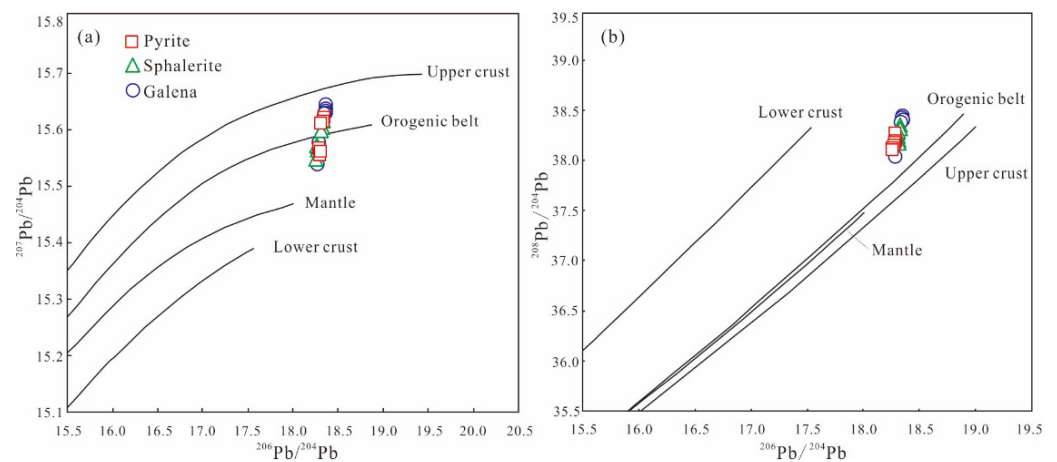 (a)
Pyrite
Sphalerite
Galena
Upper crust
Orogenic belt
Mantle
Lower crust
15.8
15.7
15.6
15.5
15.4
15.3
15.2
15.1
²⁰⁷Pb/²⁰⁴Pb
15.5 16.0 16.5 17.0 17.5 18.0 18.5 19.0 19.5 20.0 20.5
²⁰⁶Pb/²⁰⁴Pb
(b)
Lower crust
Orogenic belt
Upper crust
Mantle
39.5
39.0
38.5
38.0
37.5
37.0
36.5
36.0
35.5
²⁰⁸Pb/²⁰⁴Pb
15.5 16.0 16.5 17.0 17.5 18.0 18.5 19.0 19.5
²⁰⁶Pb/²⁰⁴Pb